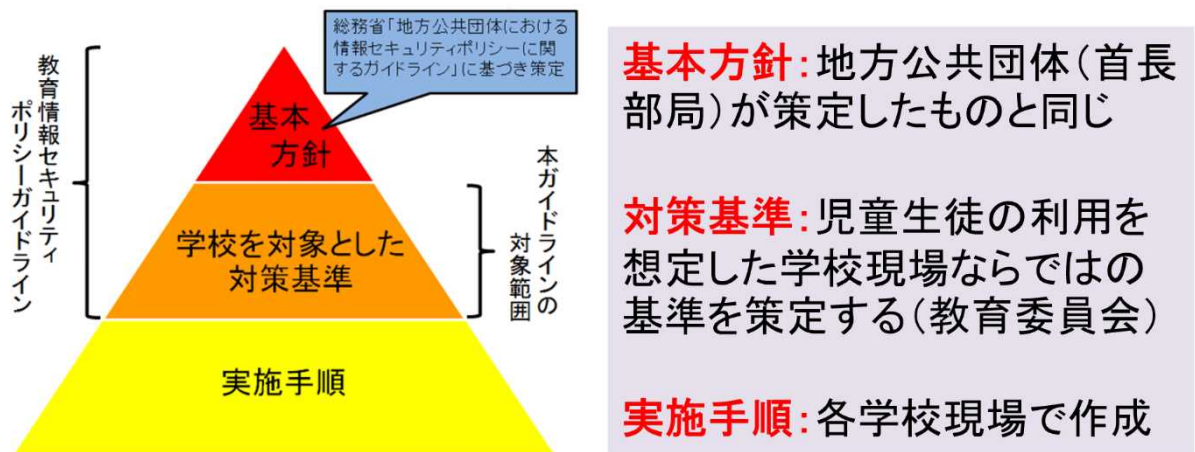 総務省「地方公共団体における
情報セキュリティポリシーに関
するガイドライン」に基づき策定
教育情報セキュリティ
ポリシーガイドライン
基本
方針
学校を対象とした
対策基準
実施手順
本ガイドラインの
対象範囲
基本方針：地方公共団体（首長
部局）が策定したものと同じ
対策基準：児童生徒の利用を
想定した学校現場ならではの
基準を策定する（教育委員会）
実施手順：各学校現場で作成